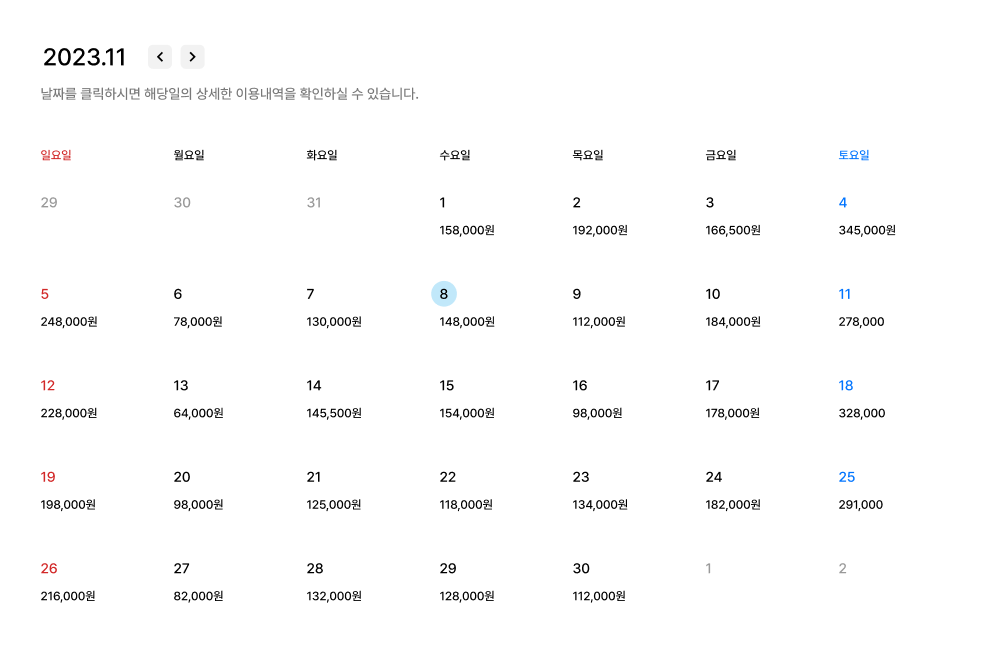 2023.11
날짜를 클릭하시면 해당일의 상세한 이용내역을 확인하실 수 있습니다.
일요일 월요일 화요일 수요일 목요일 금요일 토요일
29 30 31 1 2 3 4
158,000원 192,000원 166,500원 345,000원
5 6 7 8 9 10 11
248,000원 78,000원 130,000원 148,000원 112,000원 184,000원 278,000
12 13 14 15 16 17 18
228,000원 64,000원 145,500원 154,000원 98,000원 178,000원 328,000
19 20 21 22 23 24 25
198,000원 98,000원 125,000원 118,000원 134,000원 182,000원 291,000
26 27 28 29 30 1 2
216,000원 82,000원 132,000원 128,000원 112,000원